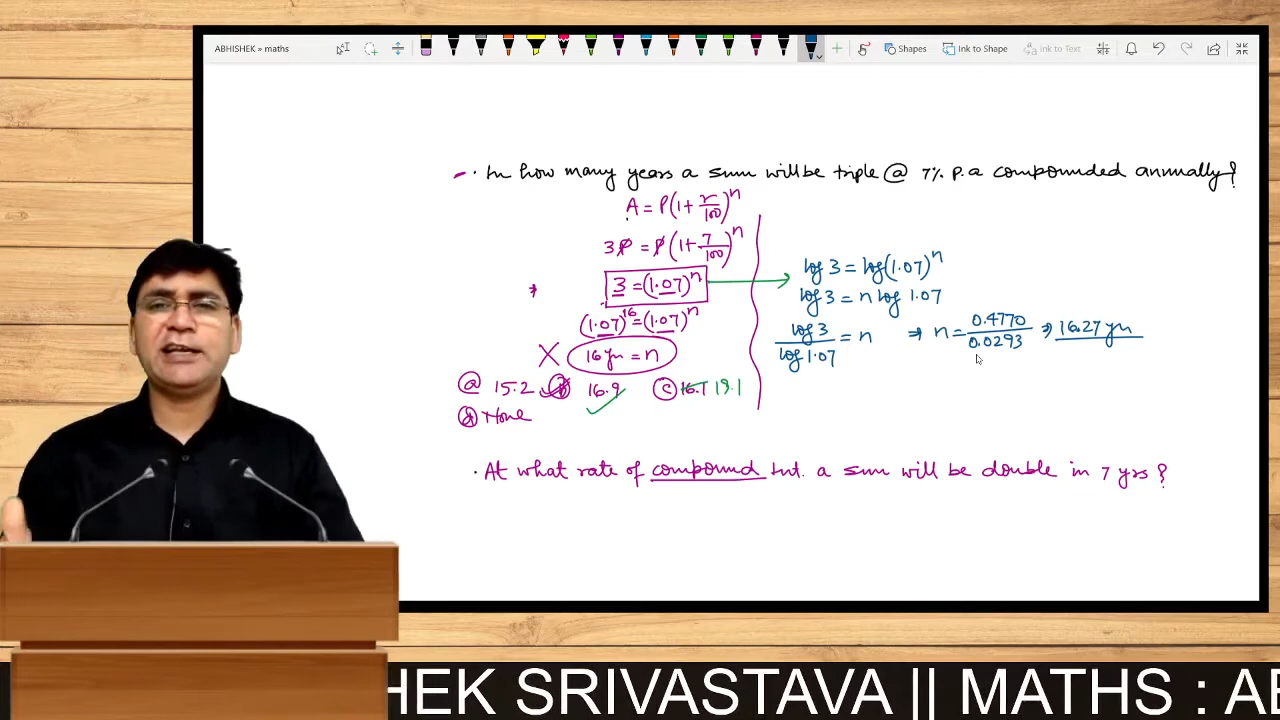 ABHISHEK » maths
Shapes
Ink to Shape
Ink to Text
· In how many years a sum will be triple @ 7% p.a compounded annually?
A = P(1+r/100)^n
3P = P(1+7/100)^n
3 = (1.07)^n
(1.07)^16 = (1.07)^n
X 16 yr = n
(a) 15.2 16.9 (c) 16.1 19.1
(d) None
log 3 = log(1.07)^n
log 3 = n log 1.07
log 3/log 1.07 = n ⇒ n = 0.4770/0.0293 ⇒ 16.27 yr
· At what rate of compound Int. a sum will be double in 7 yrs?
HEK SRIVASTAVA || MATHS : AB